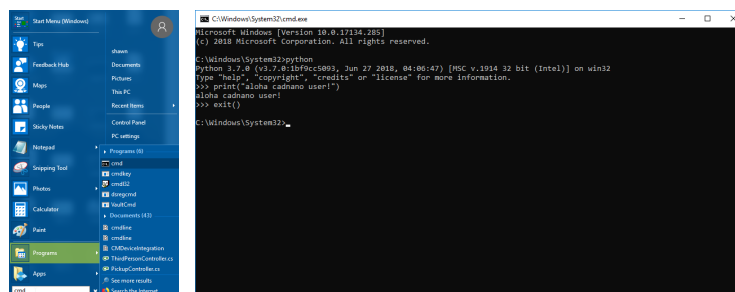 Start
Start Menu (Windows)
Tips
Feedback Hub
Maps
People
Sticky Notes
Notepad
Snipping Tool
Photos
Calculator
Paint
Programs
Apps
cmd
shawn
Documents
Pictures
This PC
Recent Items
Control Panel
PC settings
Programs (6)
cmd
cmdkey
cmdl32
dsregcmd
VaultCmd
Documents (43)
cmdline
cmdline
CMDeviceIntegration
ThirdPersonController.cs
PickupController.cs
See more results
Search the Internet
C:\Windows\System32\cmd.exe
Microsoft Windows [Version 10.0.17134.285]
(c) 2018 Microsoft Corporation. All rights reserved.
C:\Windows\System32>python
Python 3.7.0 (v3.7.0:1bf9cc5093, Jun 27 2018, 04:06:47) [MSC v.1914 32 bit (Intel)] on win32
Type "help", "copyright", "credits" or "license" for more information.
>>> print("aloha cadnano user!")
aloha cadnano user!
>>> exit()
C:\Windows\System32>